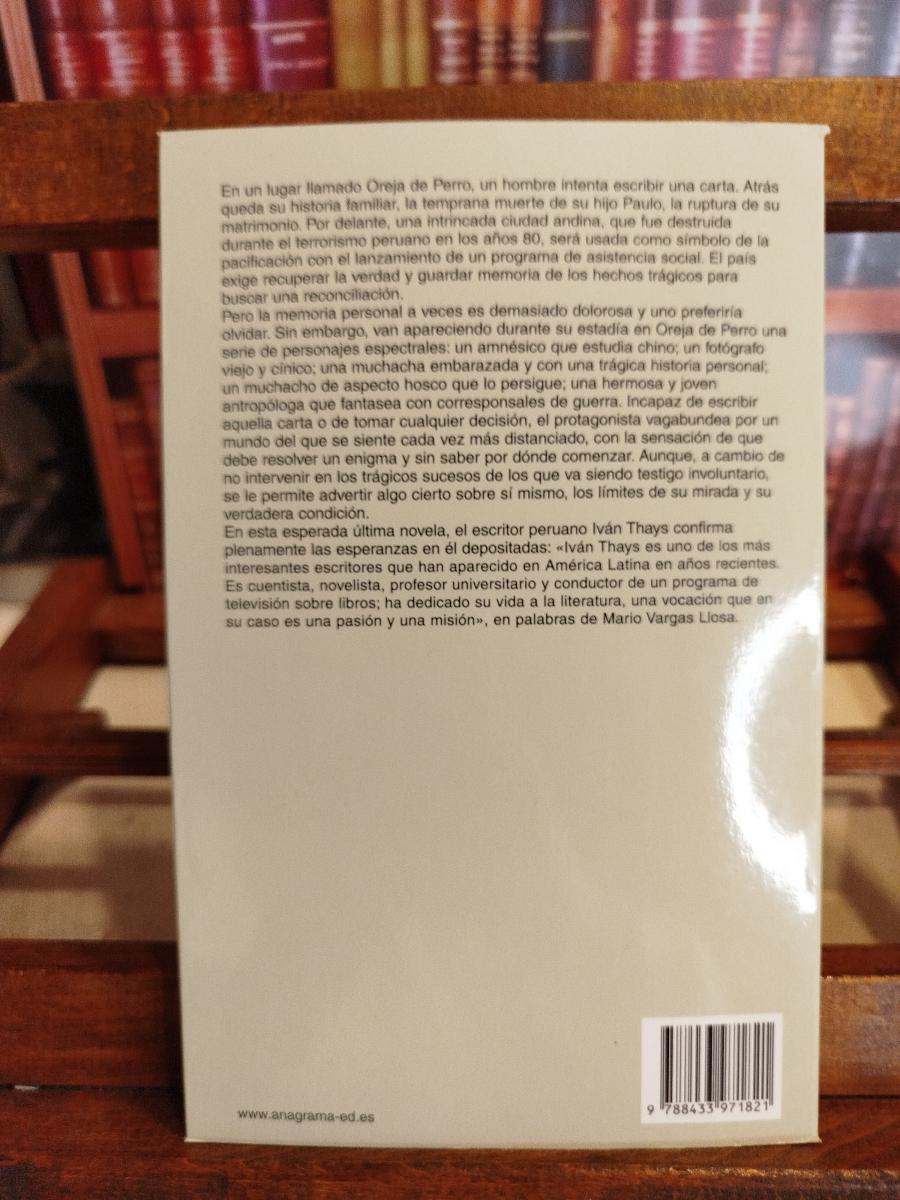 En un lugar llamado Oreja de Perro, un hombre intenta escribir una carta. Atrás
queda su historia familiar, la temprana muerte de su hijo Paulo, la ruptura de su
matrimonio. Por delante, una intrincada ciudad andina, que fue destruida
durante el terrorismo peruano en los años 80, será usada como símbolo de la
pacificación con el lanzamiento de un programa de asistencia social. El país
exige recuperar la verdad y guardar memoria de los hechos trágicos para
buscar una reconciliación.
Pero la memoria personal a veces es demasiado dolorosa y uno preferiría
olvidar. Sin embargo, van apareciendo durante su estadía en Oreja de Perro una
serie de personajes espectrales: un amnésico que estudia chino; un fotógrafo
viejo y cínico; una muchacha embarazada y con una trágica historia personal;
un muchacho de aspecto hosco que lo persigue; una hermosa y joven
antropóloga que fantasea con corresponsales de guerra. Incapaz de escribir
aquella carta o de tomar cualquier decisión, el protagonista vagabundea por un
mundo del que se siente cada vez más distanciado, con la sensación de que
debe resolver un enigma y sin saber por dónde comenzar. Aunque, a cambio de
no intervenir en los trágicos sucesos de los que va siendo testigo involuntario,
se le permite advertir algo cierto sobre sí mismo, los límites de su mirada y su
verdadera condición.
En esta esperada última novela, el escritor peruano Iván Thays confirma
plenamente las esperanzas en él depositadas: «Iván Thays es uno de los más
interesantes escritores que han aparecido en América Latina en años recientes.
Es cuentista, novelista, profesor universitario y conductor de un programa de
televisión sobre libros; ha dedicado su vida a la literatura, una vocación que en
su caso es una pasión y una misión», en palabras de Mario Vargas Llosa.
www.anagrama-ed.es
9 788433 971821